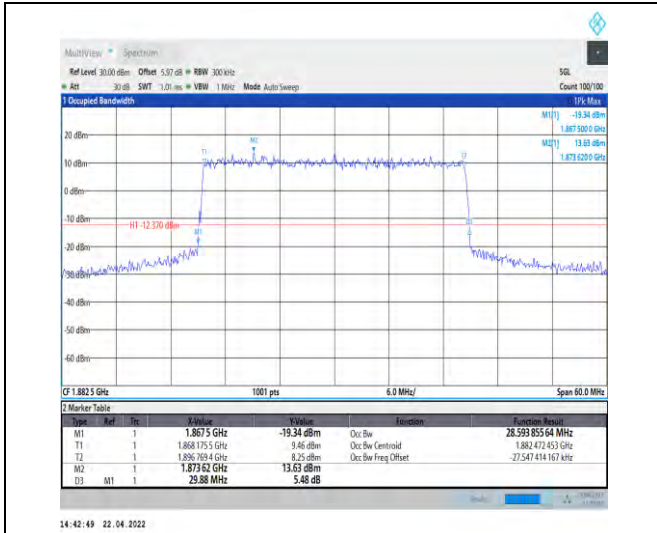 MultiView Spectrum
Ref Level 30.00 dBm Offset 5.97 dB RBW 300 kHz SGL
Att 30 dB SWT 1.01 ms VBW 1 MHz Mode Auto Sweep Count 100/100
1 Occupied Bandwidth 1Pk Max
M1[1] -19.34 dBm
1.867 500 0 GHz
M2[1] 13.63 dBm
1.873 620 0 GHz
20 dBm
M2
T1
10 dBm
0 dBm
-10 dBm
H1 -12.370 dBm
M1
-20 dBm
-30 dBm
-40 dBm
-50 dBm
-60 dBm
CF 1.882 5 GHz 1001 pts 6.0 MHz/ Span 60.0 MHz
2 Marker Table
Type Ref Trc X-Value Y-Value Function Function Result
M1 1 1.867 5 GHz -19.34 dBm Occ Bw 28.593 855 64 MHz
T1 1 1.868 175 5 GHz 9.46 dBm Occ Bw Centroid 1.882 472 453 GHz
T2 1 1.896 769 4 GHz 8.25 dBm Occ Bw Freq Offset -27.547 414 167 kHz
M2 1 1.873 62 GHz 13.63 dBm
D3 M1 1 29.88 MHz 5.48 dB
14:42:49 22.04.2022